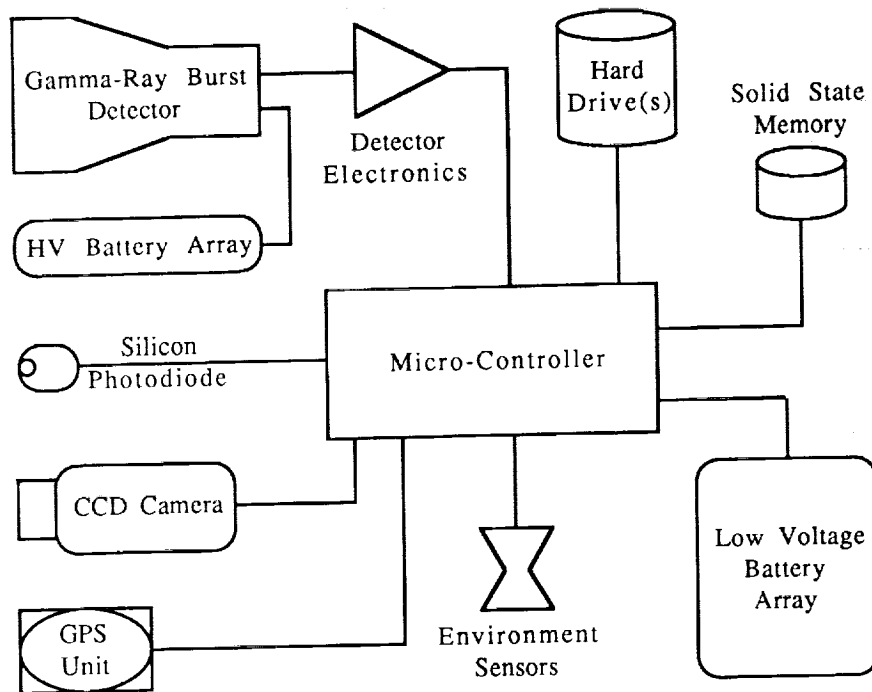 Gamma-Ray Burst
Detector
Detector
Electronics
Hard
Drive(s)
Solid State
Memory
HV Battery Array
Silicon
Photodiode
Micro-Controller
CCD Camera
Low Voltage
Battery
Array
GPS
Unit
Environment
Sensors